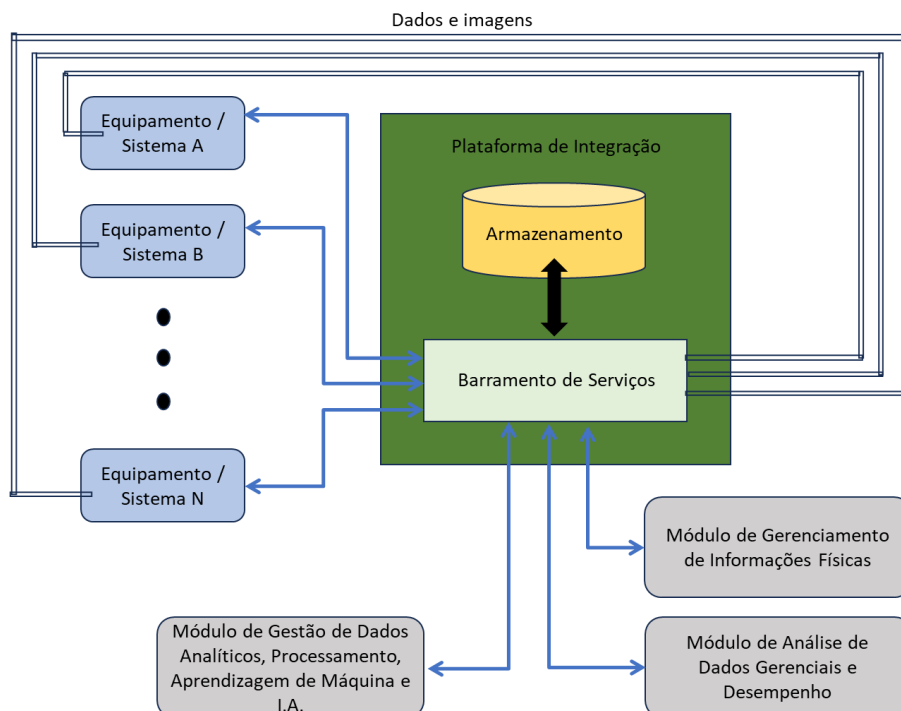 Dados e imagens
Equipamento /
Sistema A
Plataforma de Integração
Armazenamento
Equipamento /
Sistema B
Barramento de Serviços
Equipamento /
Sistema N
Módulo de Gerenciamento
de Informações Físicas
Módulo de Gestão de Dados
Analíticos, Processamento,
Aprendizagem de Máquina e
I.A.
Módulo de Análise de
Dados Gerenciais e
Desempenho